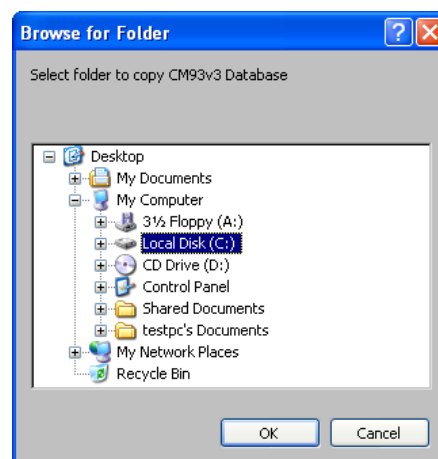 Browse for Folder
Select folder to copy CM93v3 Database
Desktop
My Documents
My Computer
3½ Floppy (A:)
Local Disk (C:)
CD Drive (D:)
Control Panel
Shared Documents
testpc's Documents
My Network Places
Recycle Bin
OK Cancel